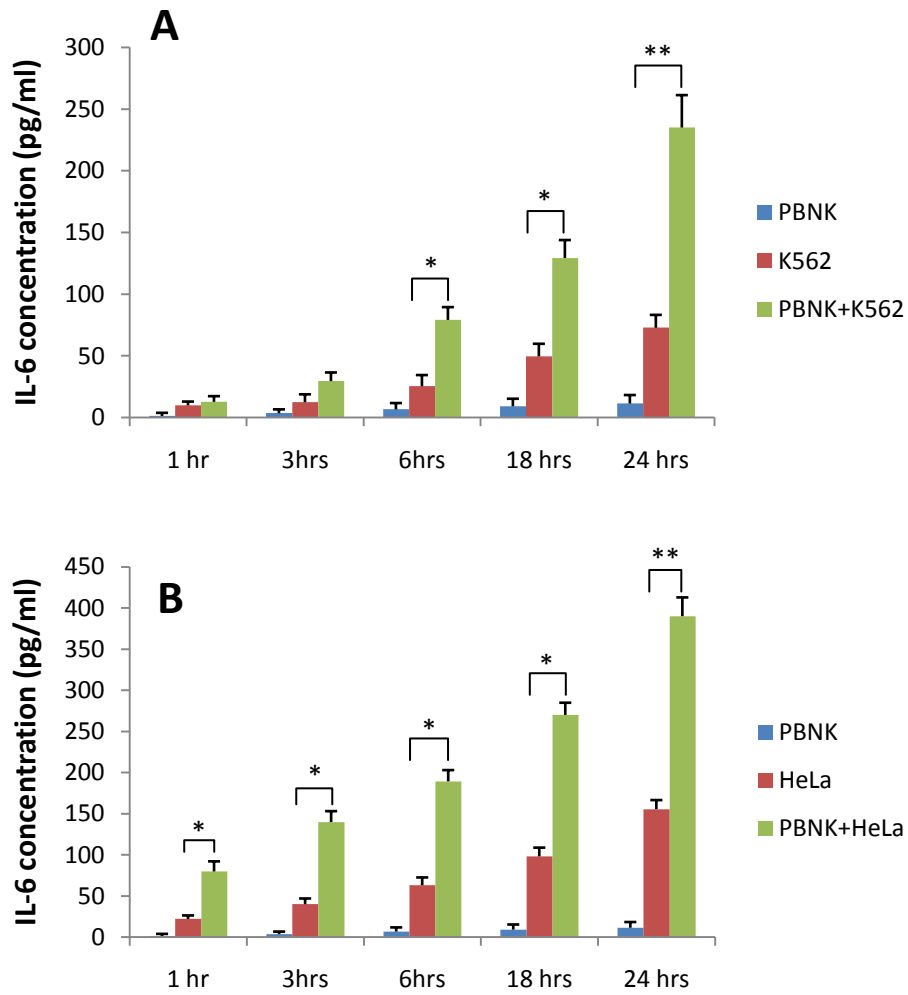 A
IL-6 concentration (pg/ml)
300
250
200
150
100
50
0
*
*
**
1 hr 3hrs 6hrs 18 hrs 24 hrs
PBNK
K562
PBNK+K562
B
IL-6 concentration (pg/ml)
450
400
350
300
250
200
150
100
50
0
*
*
*
*
**
1 hr 3hrs 6hrs 18 hrs 24 hrs
PBNK
HeLa
PBNK+HeLa